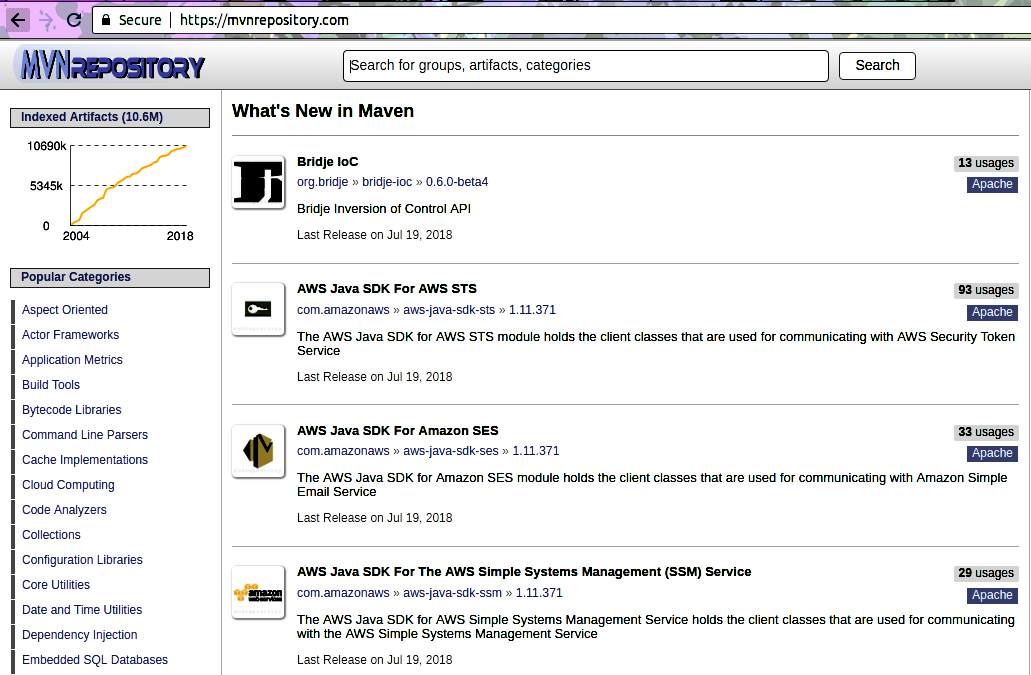 Secure | https://mvnrepository.com
MVNREPOSITORY
Search for groups, artifacts, categories
Search
Indexed Artifacts (10.6M)
10690k
5345k
0
2004
2018
Popular Categories
Aspect Oriented
Actor Frameworks
Application Metrics
Build Tools
Bytecode Libraries
Command Line Parsers
Cache Implementations
Cloud Computing
Code Analyzers
Collections
Configuration Libraries
Core Utilities
Date and Time Utilities
Dependency Injection
Embedded SQL Databases
What's New in Maven
Bridje IoC
13 usages
org.bridje » bridje-ioc » 0.6.0-beta4
Apache
Bridje Inversion of Control API
Last Release on Jul 19, 2018
AWS Java SDK For AWS STS
93 usages
com.amazonaws » aws-java-sdk-sts » 1.11.371
Apache
The AWS Java SDK for AWS STS module holds the client classes that are used for communicating with AWS Security Token
Service
Last Release on Jul 19, 2018
AWS Java SDK For Amazon SES
33 usages
com.amazonaws » aws-java-sdk-ses » 1.11.371
Apache
The AWS Java SDK for Amazon SES module holds the client classes that are used for communicating with Amazon Simple
Email Service
Last Release on Jul 19, 2018
amazon
web services
AWS Java SDK For The AWS Simple Systems Management (SSM) Service
29 usages
com.amazonaws » aws-java-sdk-ssm » 1.11.371
Apache
The AWS Java SDK for AWS Simple Systems Management Service holds the client classes that are used for communicating
with the AWS Simple Systems Management Service
Last Release on Jul 19, 2018